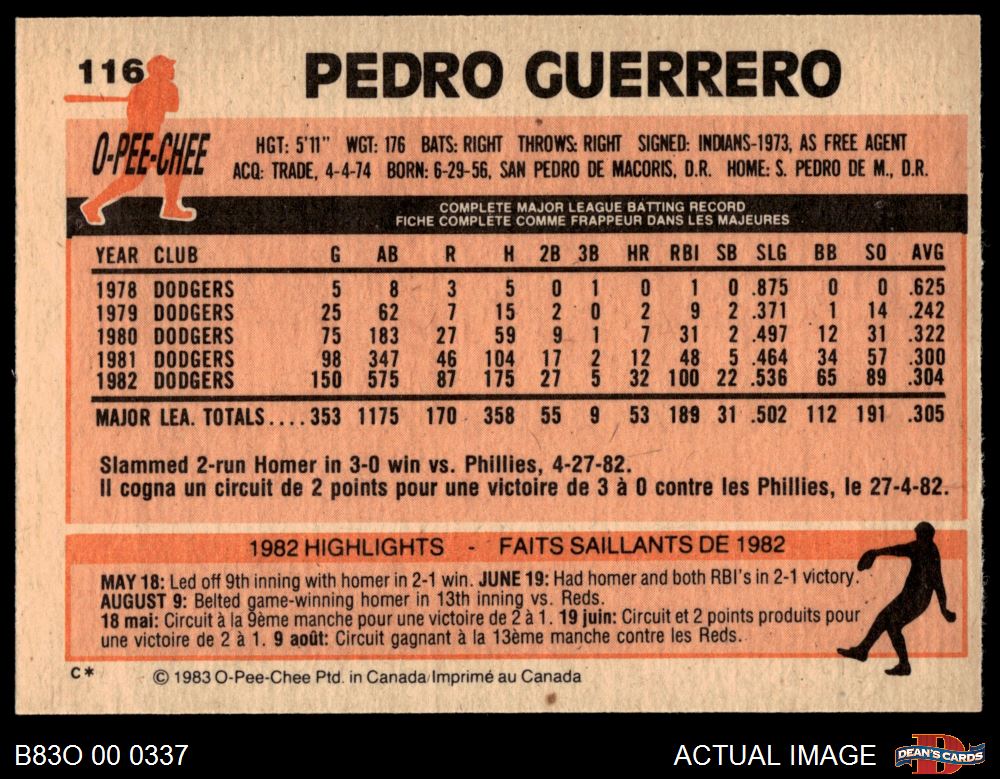 116 PEDRO GUERRERO
O-PEE-CHEE
HGT: 5'11" WGT: 176 BATS: RIGHT THROWS: RIGHT SIGNED: INDIANS-1973, AS FREE AGENT
ACQ: TRADE, 4-4-74 BORN: 6-29-56, SAN PEDRO DE MACORIS, D.R. HOME: S. PEDRO DE M., D.R.
COMPLETE MAJOR LEAGUE BATTING RECORD
FICHE COMPLÈTE COMME FRAPPEUR DANS LES MAJEURES
YEAR CLUB G AB R H 2B 3B HR RBI SB SLG BB SO AVG
1978 DODGERS 5 8 3 5 0 1 0 1 0 .875 0 0 .625
1979 DODGERS 25 62 7 15 2 0 2 9 2 .371 1 14 .242
1980 DODGERS 75 183 27 59 9 1 7 31 2 .497 12 31 .322
1981 DODGERS 98 347 46 104 17 2 12 48 5 .464 34 57 .300
1982 DODGERS 150 575 87 175 27 5 32 100 22 .536 65 89 .304
MAJOR LEA. TOTALS.... 353 1175 170 358 55 9 53 189 31 .502 112 191 .305
Slammed 2-run Homer in 3-0 win vs. Phillies, 4-27-82.
Il cogna un circuit de 2 points pour une victoire de 3 à 0 contre les Phillies, le 27-4-82.
1982 HIGHLIGHTS - FAITS SAILLANTS DE 1982
MAY 18: Led off 9th inning with homer in 2-1 win. JUNE 19: Had homer and both RBI's in 2-1 victory.
AUGUST 9: Belted game-winning homer in 13th inning vs. Reds.
18 mai: Circuit à la 9ème manche pour une victoire de 2 à 1. 19 juin: Circuit et 2 points produits pour
une victoire de 2 à 1. 9 août: Circuit gagnant à la 13ème manche contre les Reds.
C* © 1983 O-Pee-Chee Ptd. in Canada/Imprimé au Canada
B83O 00 0337 ACTUAL IMAGE DEAN'S CARDS